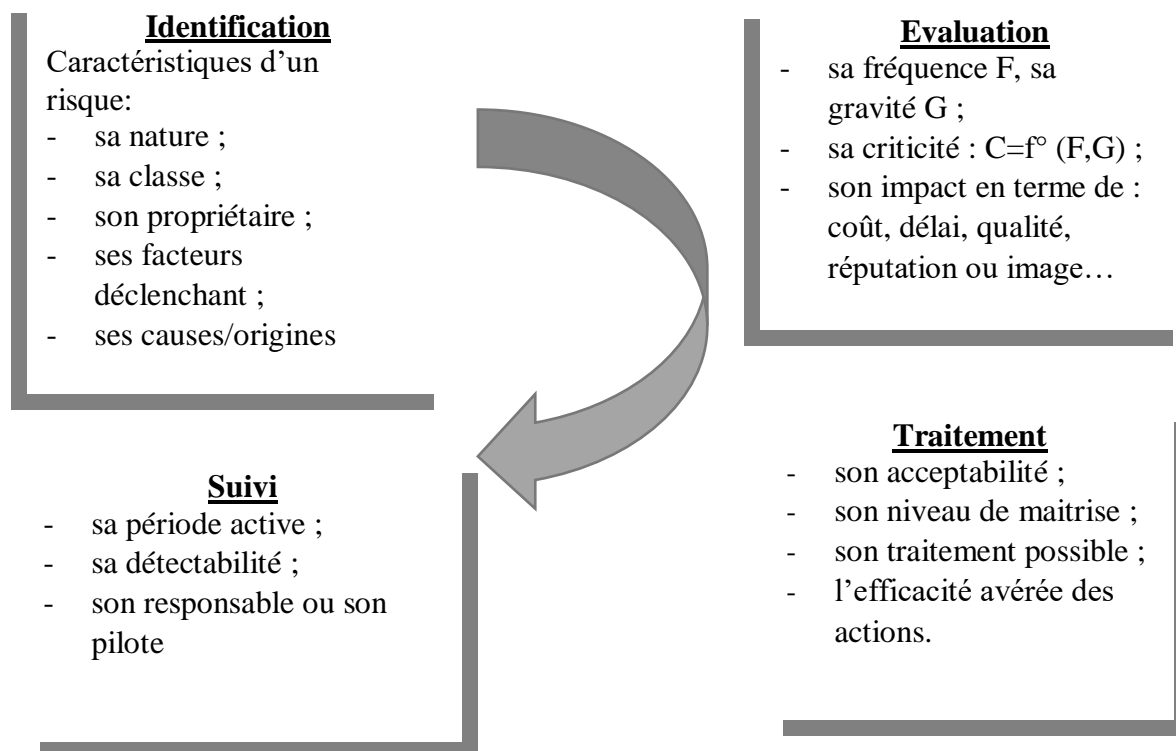 Identification
Caractéristiques d’un
risque:
- sa nature ;
- sa classe ;
- son propriétaire ;
- ses facteurs
déclenchant ;
- ses causes/origines
Evaluation
- sa fréquence F, sa
gravité G ;
- sa criticité : C=f° (F,G) ;
- son impact en terme de :
coût, délai, qualité,
réputation ou image…
Traitement
- son acceptabilité ;
- son niveau de maitrise ;
- son traitement possible ;
- l’efficacité avérée des
actions.
Suivi
- sa période active ;
- sa détectabilité ;
- son responsable ou son
pilote